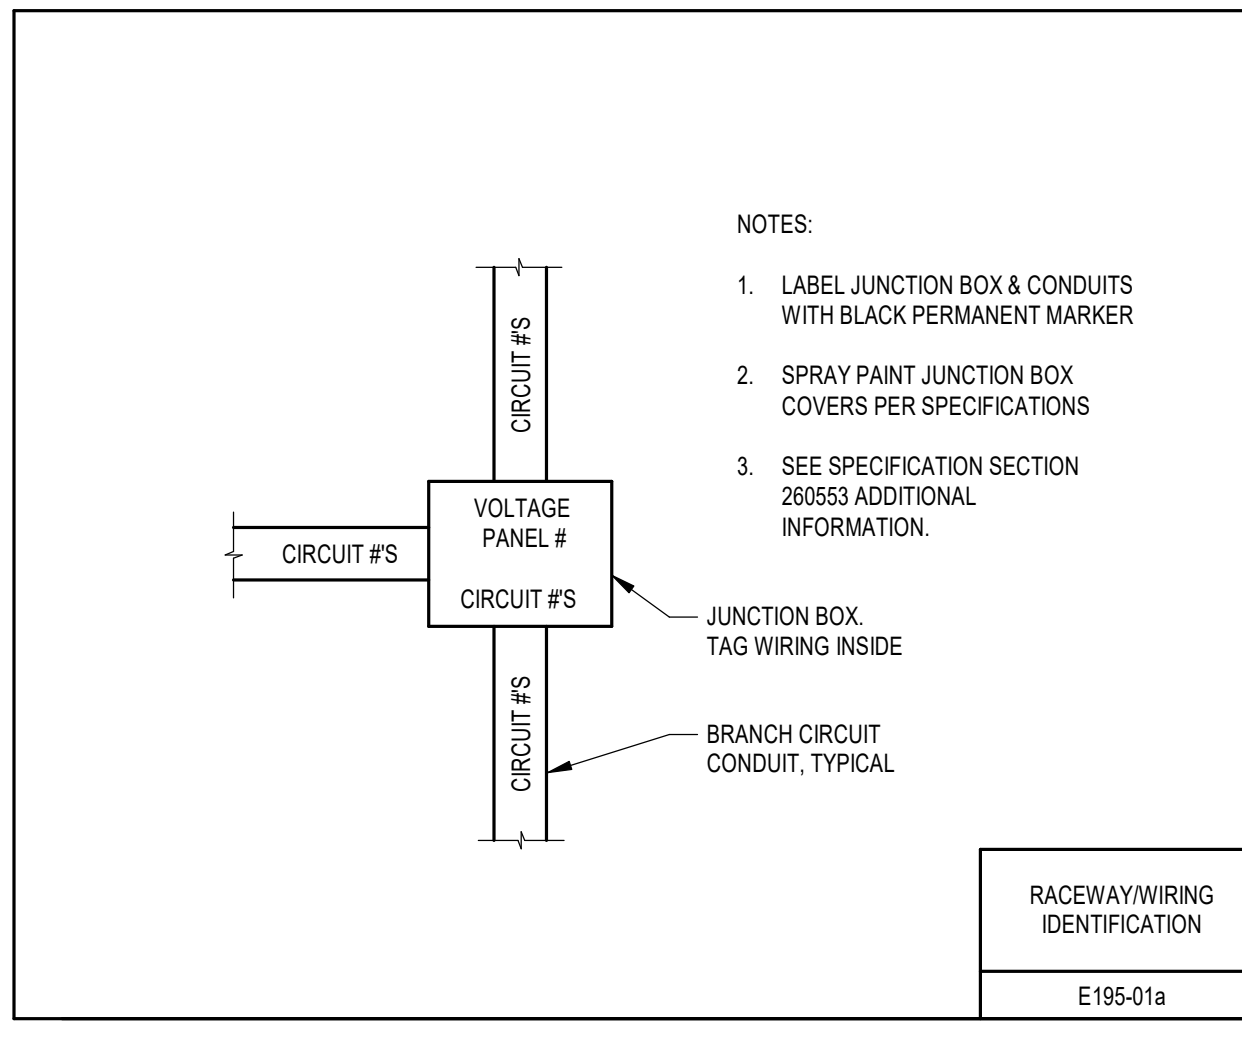 NOTES:
1. LABEL JUNCTION BOX & CONDUITS
WITH BLACK PERMANENT MARKER
2. SPRAY PAINT JUNCTION BOX
COVERS PER SPECIFICATIONS
3. SEE SPECIFICATION SECTION
260553 ADDITIONAL
INFORMATION.
CIRCUIT #'S
VOLTAGE
PANEL #
CIRCUIT #'S
CIRCUIT #'S
CIRCUIT #'S
JUNCTION BOX.
TAG WIRING INSIDE
BRANCH CIRCUIT
CONDUIT, TYPICAL
RACEWAY/WIRING
IDENTIFICATION
E195-01a